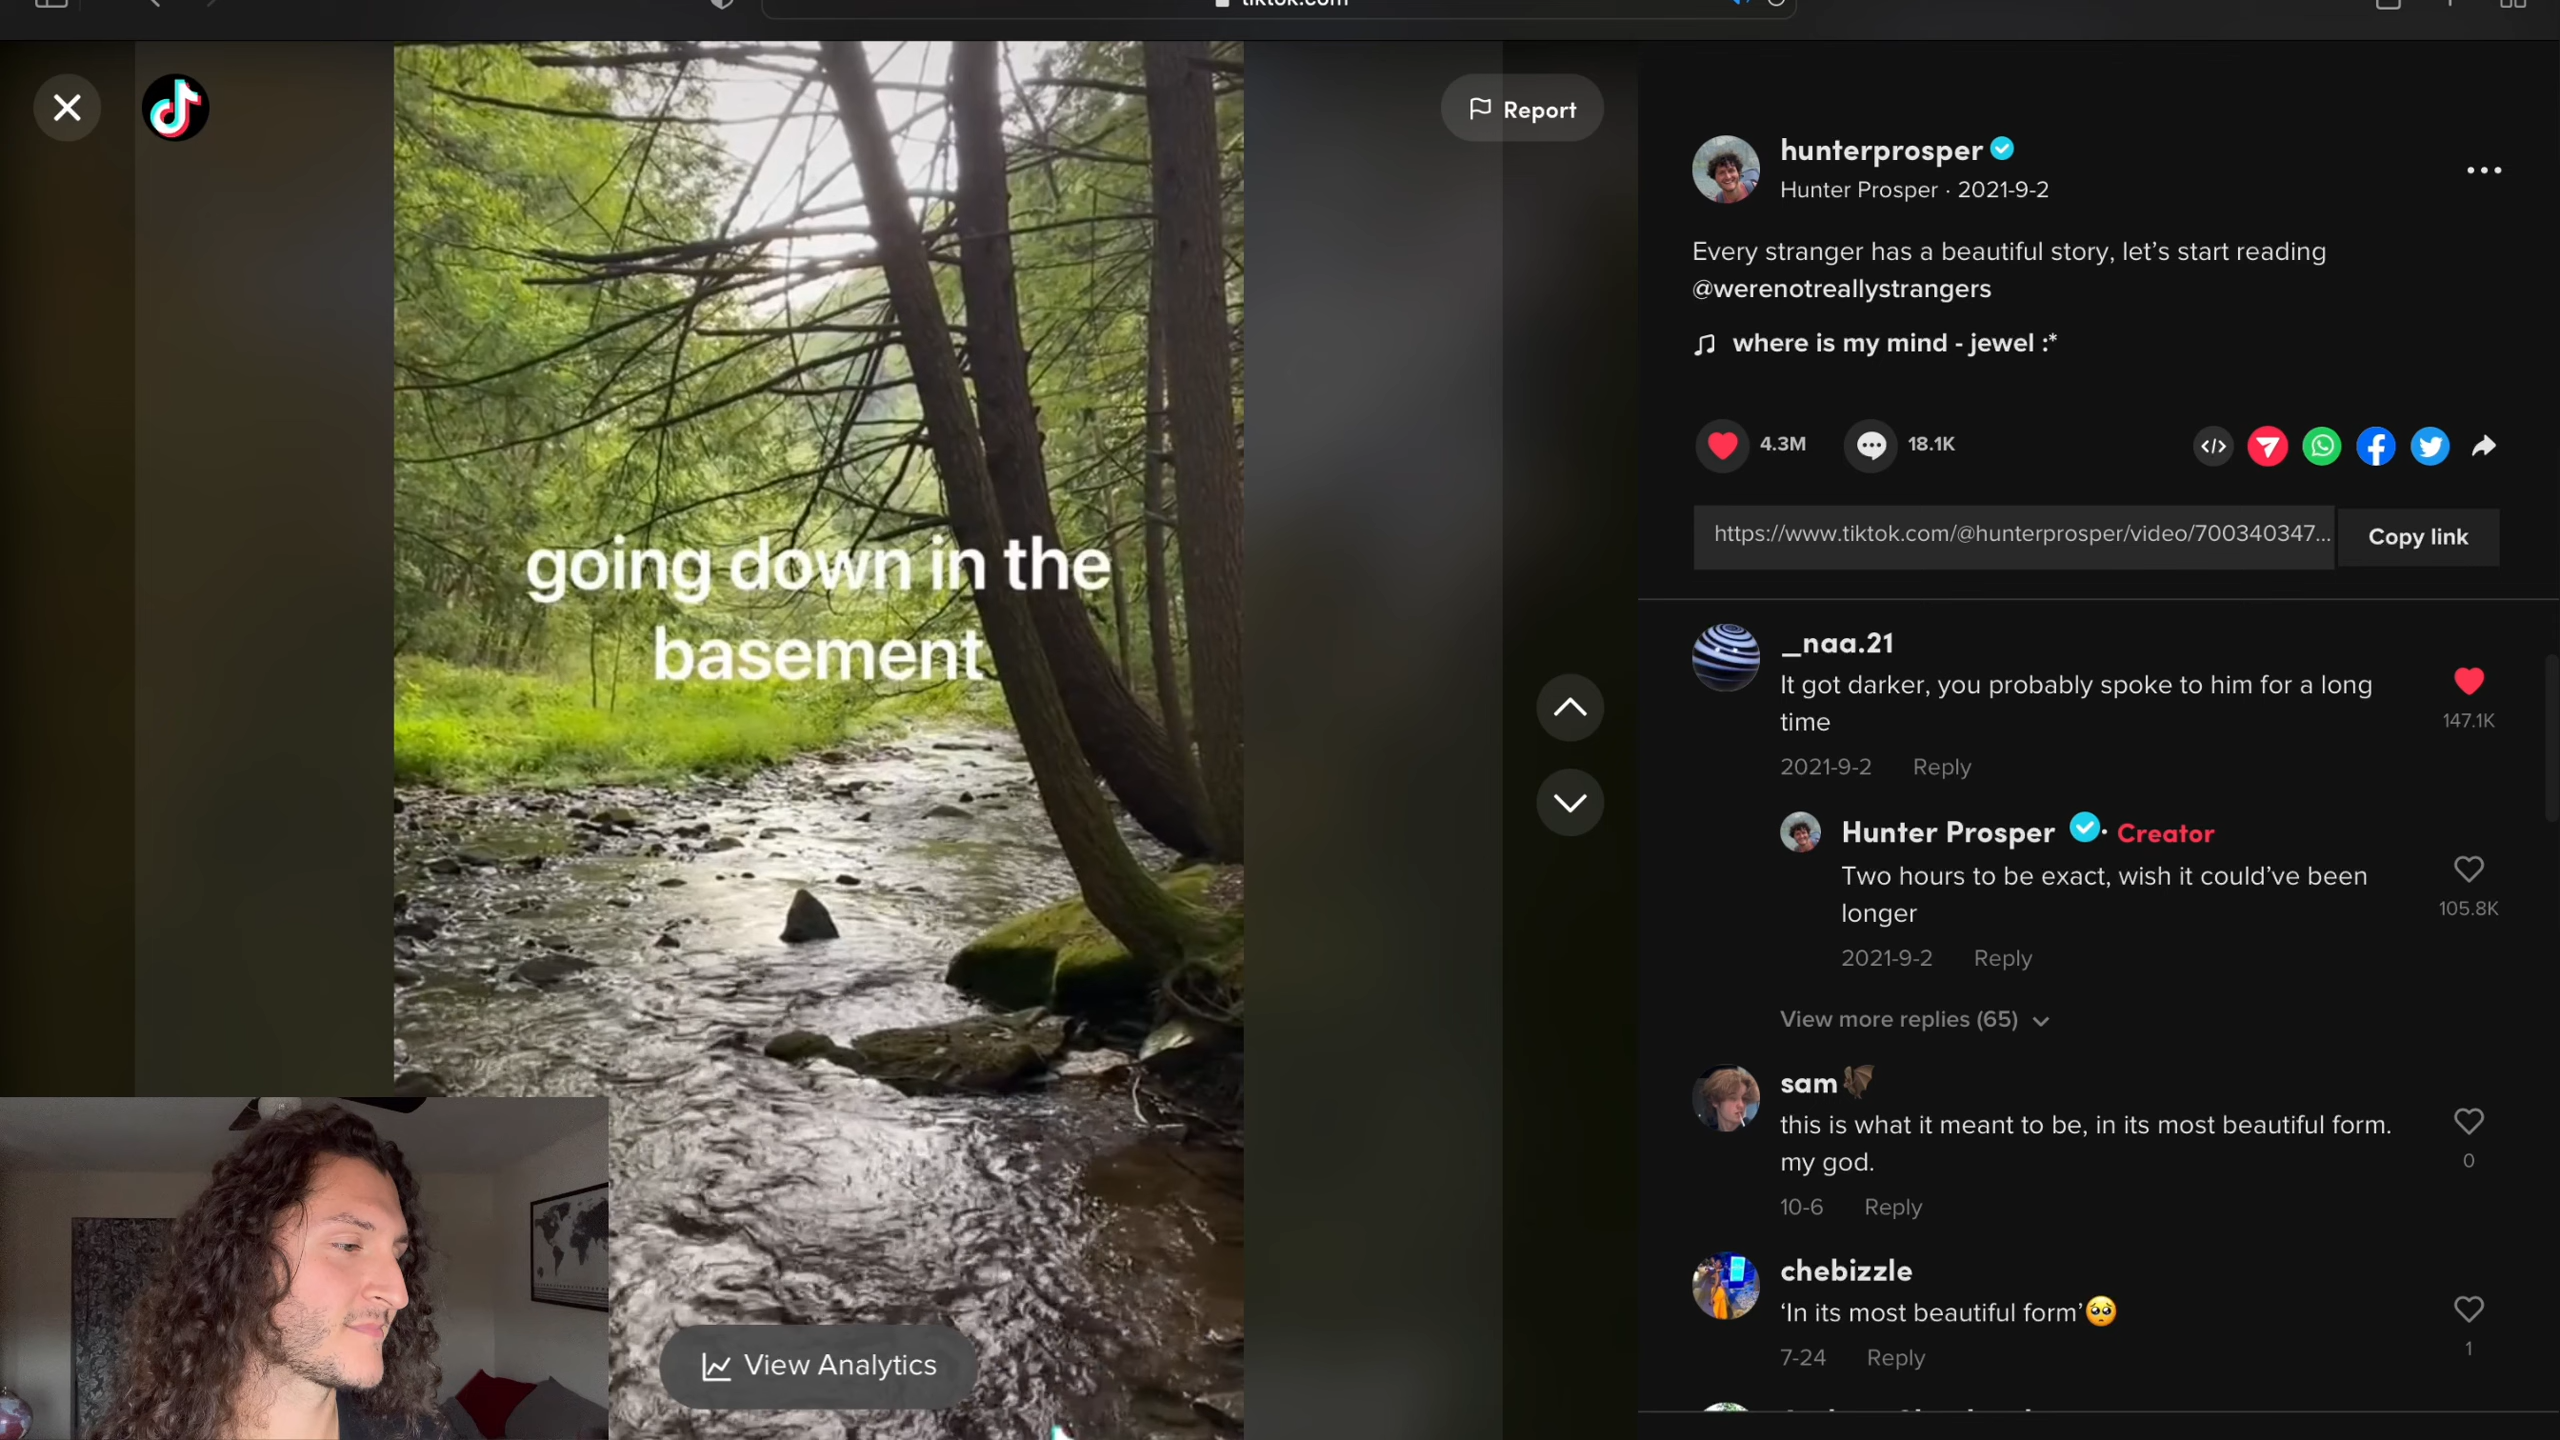 tiktok.com
Report
going down in the
basement
View Analytics
hunterprosper
Hunter Prosper · 2021-9-2
Every stranger has a beautiful story, let’s start reading
@werenotreallystrangers
where is my mind - jewel :*
4.3M
18.1K
https://www.tiktok.com/@hunterprosper/video/700340347...
Copy link
_naa.21
It got darker, you probably spoke to him for a long
time
147.1K
2021-9-2 Reply
Hunter Prosper · Creator
Two hours to be exact, wish it could’ve been
longer
105.8K
2021-9-2 Reply
View more replies (65)
sam🦇
this is what it meant to be, in its most beautiful form.
my god.
0
10-6 Reply
chebizzle
‘In its most beautiful form’🥺
1
7-24 Reply